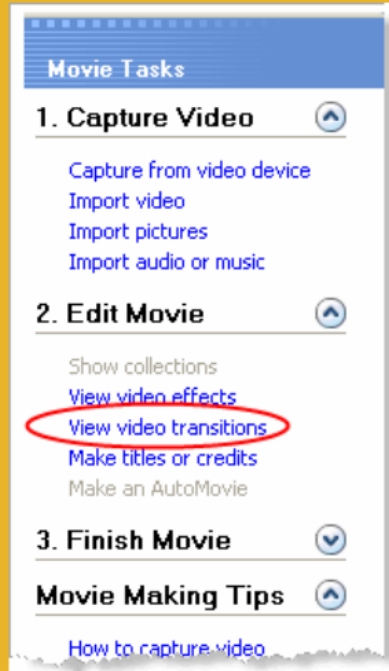 Movie Tasks
1. Capture Video
Capture from video device
Import video
Import pictures
Import audio or music
2. Edit Movie
Show collections
View video effects
View video transitions
Make titles or credits
Make an AutoMovie
3. Finish Movie
Movie Making Tips
How to capture video